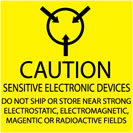 CAUTION
SENSITIVE ELECTRONIC DEVICES
DO NOT SHIP OR STORE NEAR STRONG
ELECTROSTATIC, ELECTROMAGNETIC,
MAGENTIC OR RADIOACTIVE FIELDS